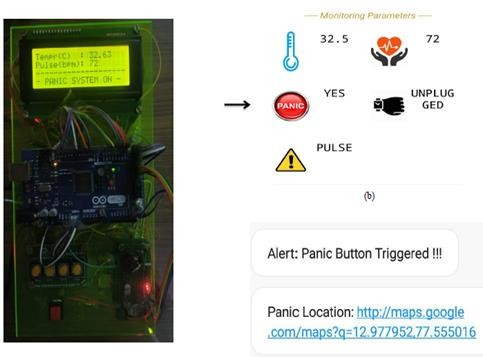 Temp(C) : 32.63
Pulse(bpm): 72
- PANIC SYSTEM ON -
ARDUINO
Monitoring Parameters
32.5
72
PANIC
YES
UNPLUG
GED
PULSE
(b)
Alert: Panic Button Triggered !!!
Panic Location: http://maps.google
.com/maps?q=12.977952,77.555016